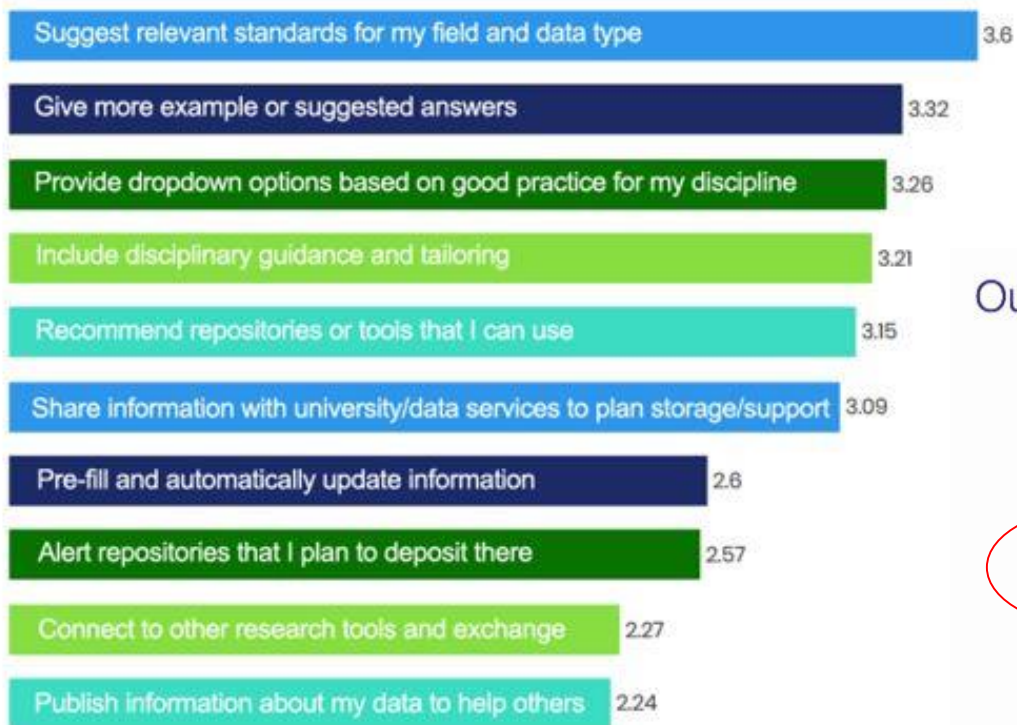 Suggest relevant standards for my field and data type 3.6
Give more example or suggested answers 3.32
Provide dropdown options based on good practice for my discipline 3.26
Include disciplinary guidance and tailoring 3.21
Ou
Recommend repositories or tools that I can use 3.15
Share information with university/data services to plan storage/support 3.09
Pre-fill and automatically update information 2.6
Alert repositories that I plan to deposit there 2.57
Connect to other research tools and exchange 2.27
Publish information about my data to help others 2.24